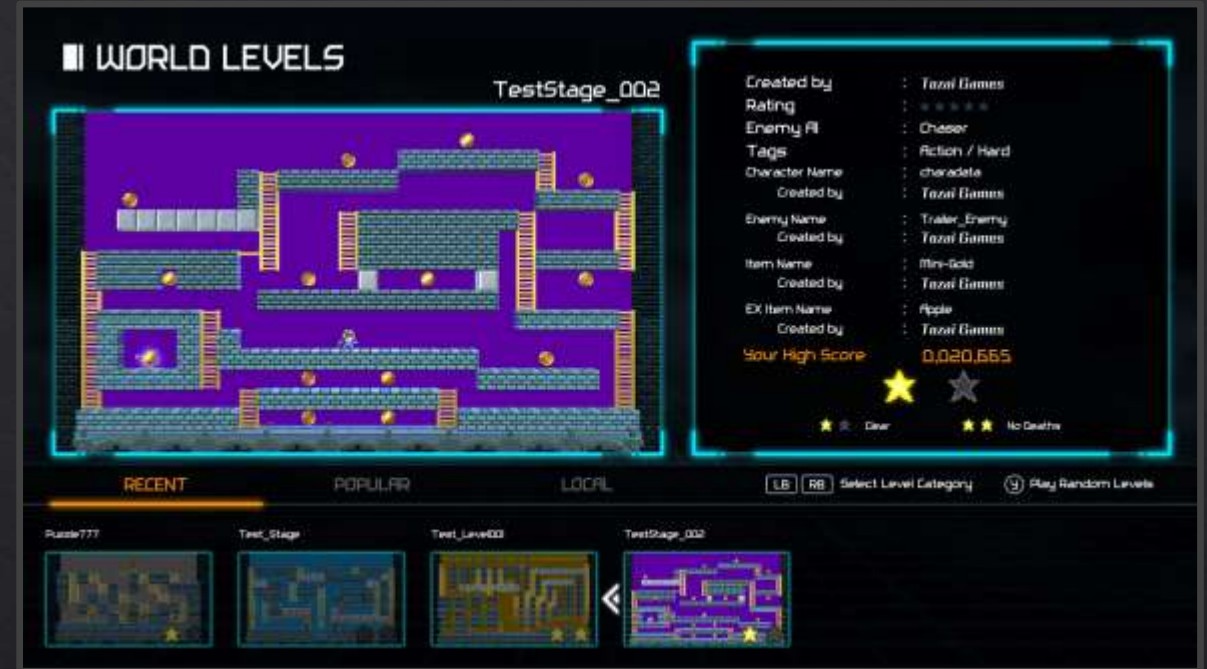 WORLD LEVELS
TestStage_002
Created by : Tozai Games
Rating :
Enemy AI : Chaser
Tags : Action / Hard
Character Name : charadata
Created by : Tozai Games
Enemy Name : Trailer_Enemy
Created by : Tozai Games
Item Name : Mini-Gold
Created by : Tozai Games
EX Item Name : Apple
Created by : Tozai Games
Your High Score 0,020,665
Clear No Deaths
RECENT POPULAR LOCAL LB RB Select Level Category Y Play Random Levels
Puzzle777 Test_Stage Test_Level001 TestStage_002